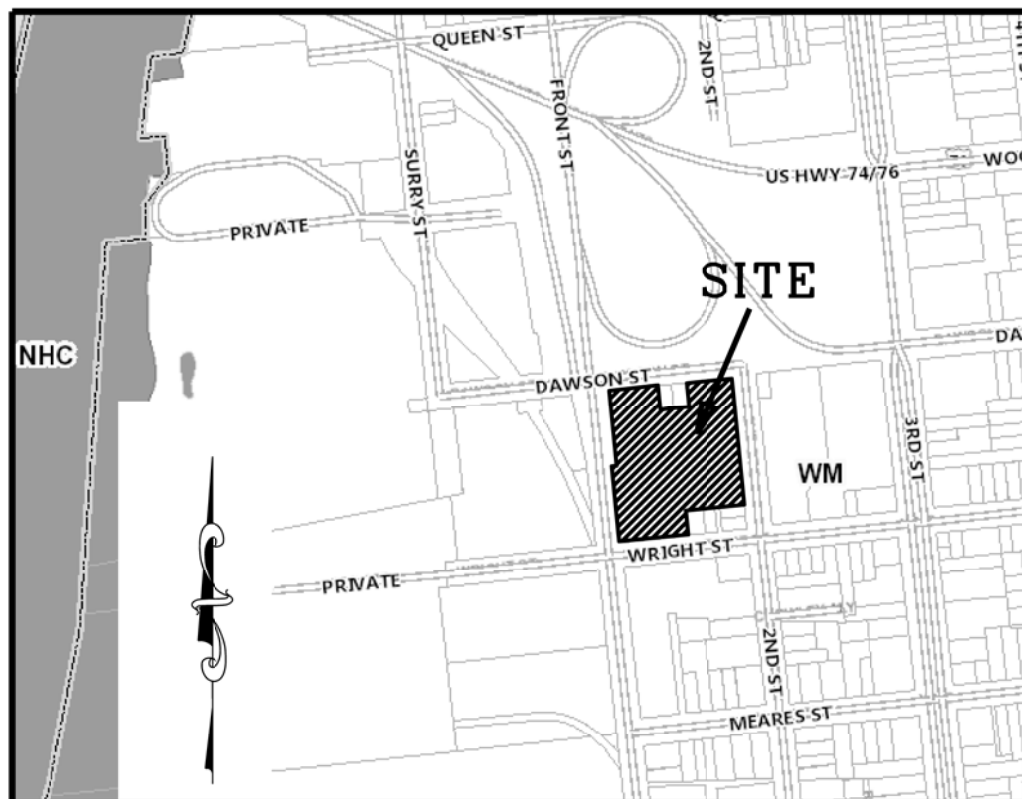 QUEEN ST
2ND ST
FRONT ST
SURRY ST
US HWY 74/76
WOO
PRIVATE
SITE
NHC
DA
DAWSON ST
3RD ST
WM
WRIGHT ST
PRIVATE
2ND ST
MEARES ST